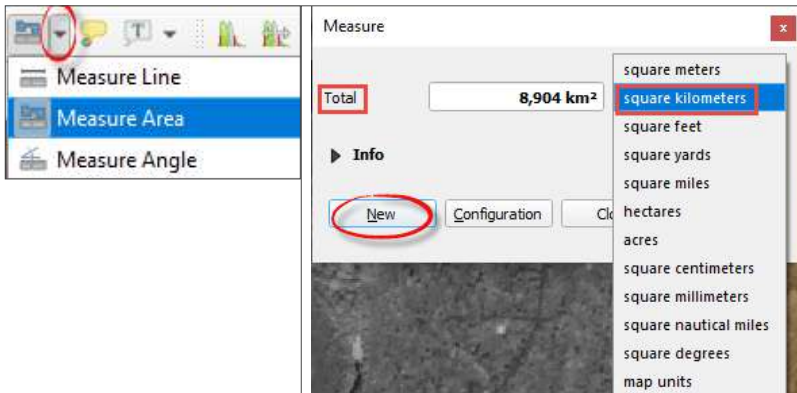 Measure Line
Measure Area
Measure Angle
Measure
x
Total
8,904 km²
Info
New
Configuration
square meters
square kilometers
square feet
square yards
square miles
hectares
acres
square centimeters
square millimeters
square nautical miles
square degrees
map units